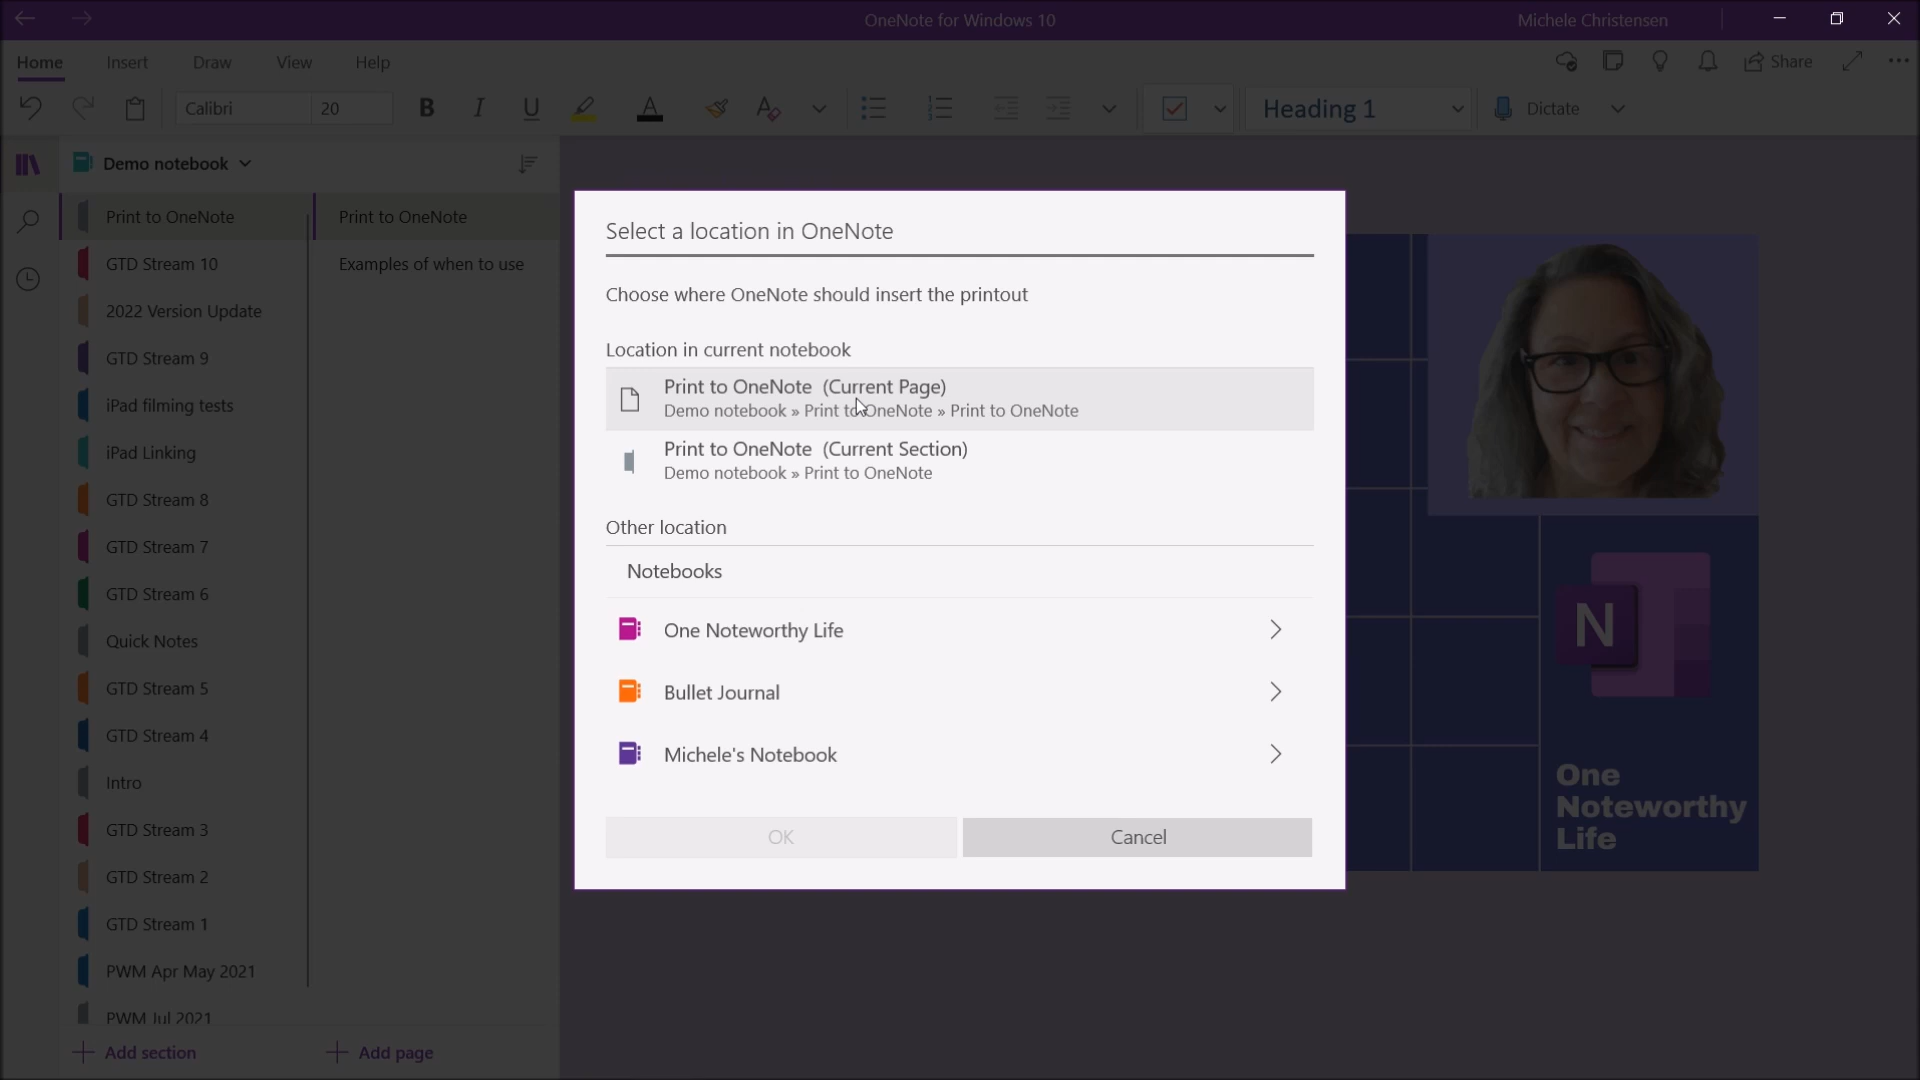 OneNote for Windows 10
Michele Christensen
Home Insert Draw View Help
Share
Calibri 20 B I U A A Heading 1 Dictate
Demo notebook
Print to OneNote
GTD Stream 10
2022 Version Update
GTD Stream 9
iPad filming tests
iPad Linking
GTD Stream 8
GTD Stream 7
GTD Stream 6
Quick Notes
GTD Stream 5
GTD Stream 4
Intro
GTD Stream 3
GTD Stream 2
GTD Stream 1
PWM Apr May 2021
PWM Jul 2021
Add section
Print to OneNote
Examples of when to use
Add page
Select a location in OneNote
Choose where OneNote should insert the printout
Location in current notebook
Print to OneNote (Current Page)
Demo notebook » Print to OneNote » Print to OneNote
Print to OneNote (Current Section)
Demo notebook » Print to OneNote
Other location
Notebooks
One Noteworthy Life
Bullet Journal
Michele's Notebook
OK
Cancel
N
One
Noteworthy
Life